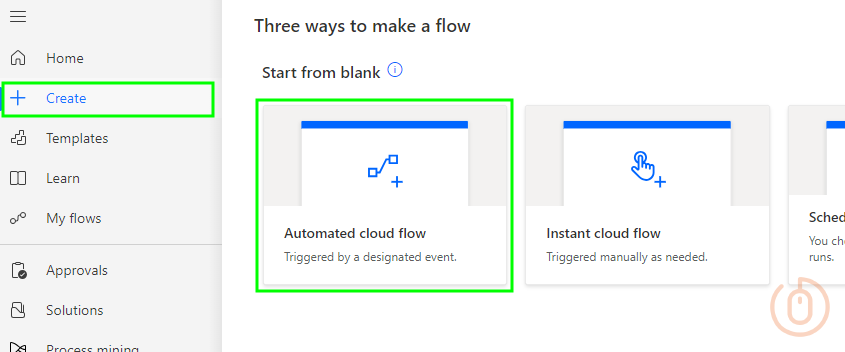 Home
Create
Templates
Learn
My flows
Approvals
Solutions
Process mining
Three ways to make a flow
Start from blank
Automated cloud flow
Triggered by a designated event.
Instant cloud flow
Triggered manually as needed.
Sched
You cho
runs.